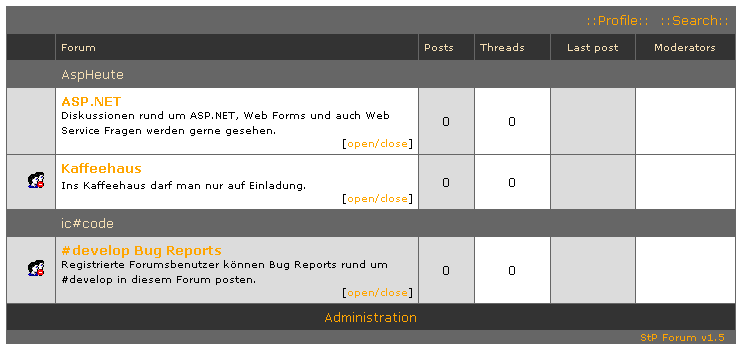 ::Profile:: ::Search::
Forum Posts Threads Last post Moderators
AspHeute
ASP.NET
Diskussionen rund um ASP.NET, Web Forms und auch Web
Service Fragen werden gerne gesehen.
[open/close]
0 0
Kaffeehaus
Ins Kaffeehaus darf man nur auf Einladung.
[open/close]
0 0
ic#code
#develop Bug Reports
Registrierte Forumsbenutzer können Bug Reports rund um
#develop in diesem Forum posten.
[open/close]
0 0
Administration
StP Forum v1.5